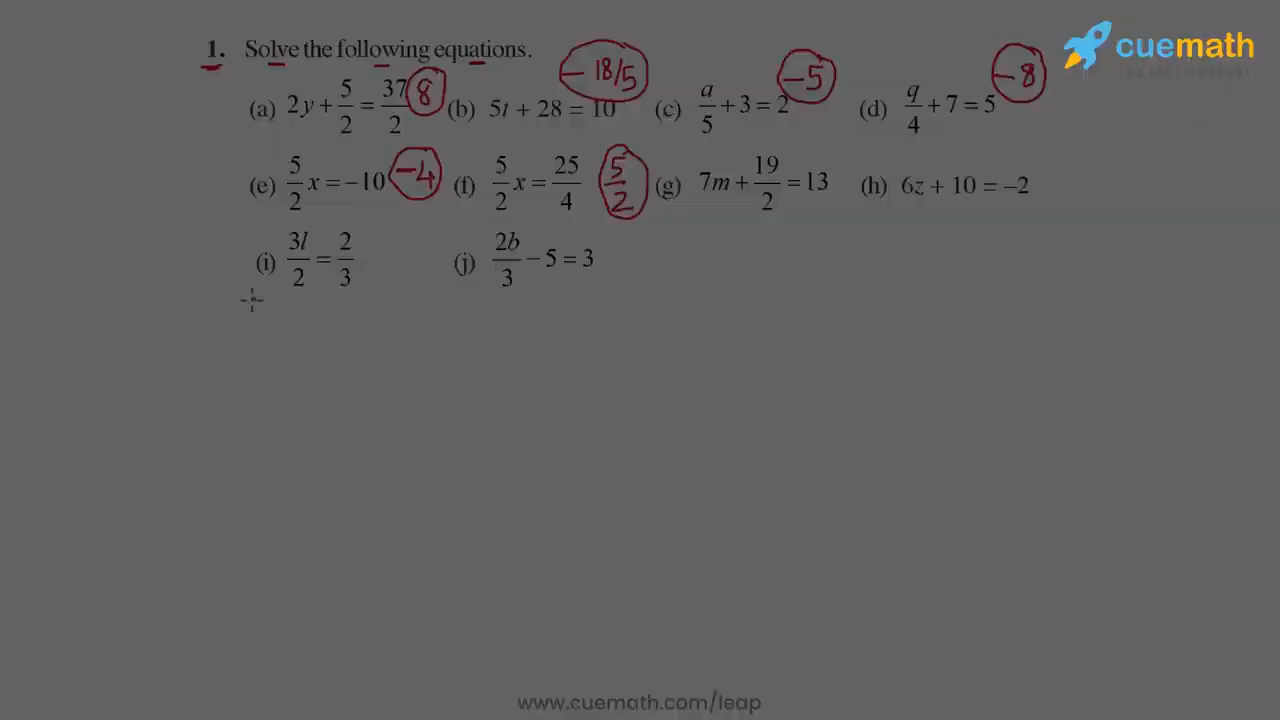 cuemath
1. Solve the following equations.
(a) 2y + 5/2 = 37/2 8 (b) 5t + 28 = 10 – 18/5 (c) a/5 + 3 = 2 –5 (d) q/4 + 7 = 5 –8
(e) 5/2 x = –10 –4 (f) 5/2 x = 25/4 5/2 (g) 7m + 19/2 = 13 (h) 6z + 10 = –2
(i) 3l/2 = 2/3 (j) 2b/3 – 5 = 3
www.cuemath.com/leap